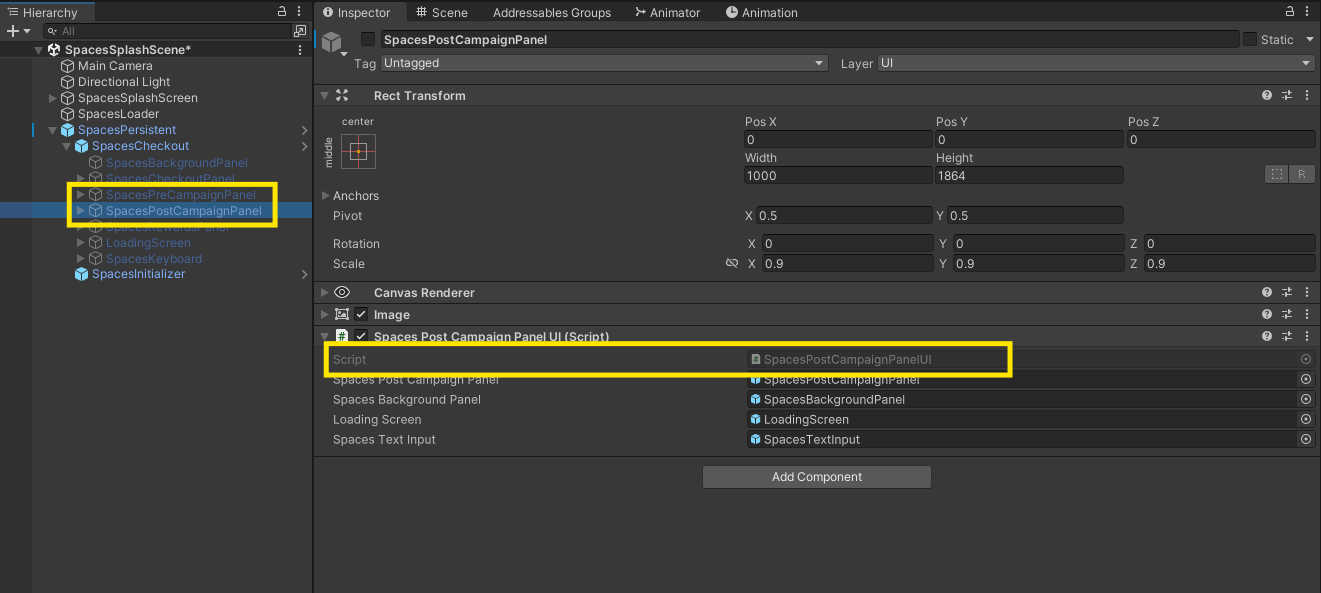 Hierarchy
All
SpacesSplashScene*
Main Camera
Directional Light
SpacesSplashScreen
SpacesLoader
SpacesPersistent
SpacesCheckout
SpacesBackgroundPanel
SpacesCheckoutPanel
SpacesPreCampaignPanel
SpacesPostCampaignPanel
SpacesRewardsPanel
LoadingScreen
SpacesKeyboard
SpacesInitializer
Inspector Scene Addressables Groups Animator Animation
SpacesPostCampaignPanel Static
Tag Untagged Layer UI
Rect Transform
center
middle
Pos X Pos Y Pos Z
0 0 0
Width Height
1000 1864 R
Anchors
Pivot X 0.5 Y 0.5
Rotation X 0 Y 0 Z 0
Scale X 0.9 Y 0.9 Z 0.9
Canvas Renderer
Image
# Spaces Post Campaign Panel UI (Script)
Script # SpacesPostCampaignPanelUI
Spaces Post Campaign Panel SpacesPostCampaignPanel
Spaces Background Panel SpacesBackgroundPanel
Loading Screen LoadingScreen
Spaces Text Input SpacesTextInput
Add Component